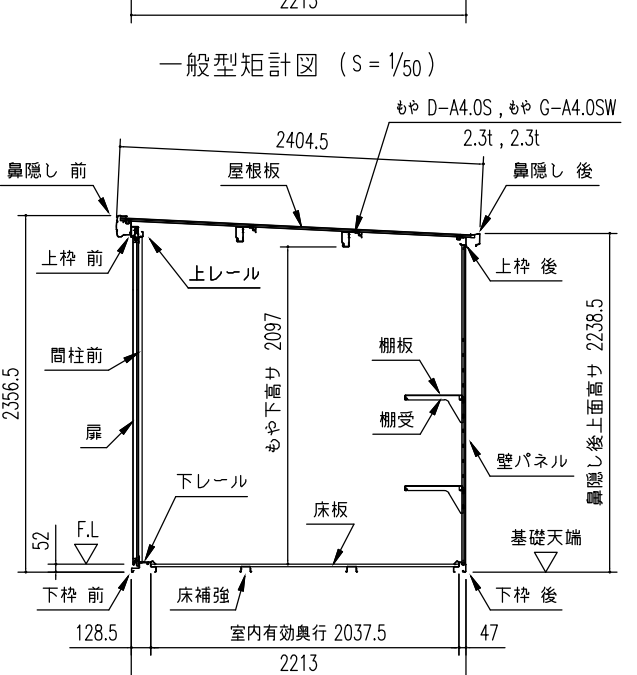 2213
一般型矩計図 (S = 1/50)
もや D-A4.0S , もや G-A4.0SW
2.3t , 2.3t
2404.5
鼻隠し 前
屋根板
鼻隠し 後
上枠 前
上レール
上枠 後
2356.5
間柱前
扉
もや下高サ 2097
棚板
棚受
壁パネル
鼻隠し後上面高サ 2238.5
下レール
床板
52
F.L
基礎天端
下枠 前
床補強
下枠 後
128.5
室内有効奥行 2037.5
47
2213